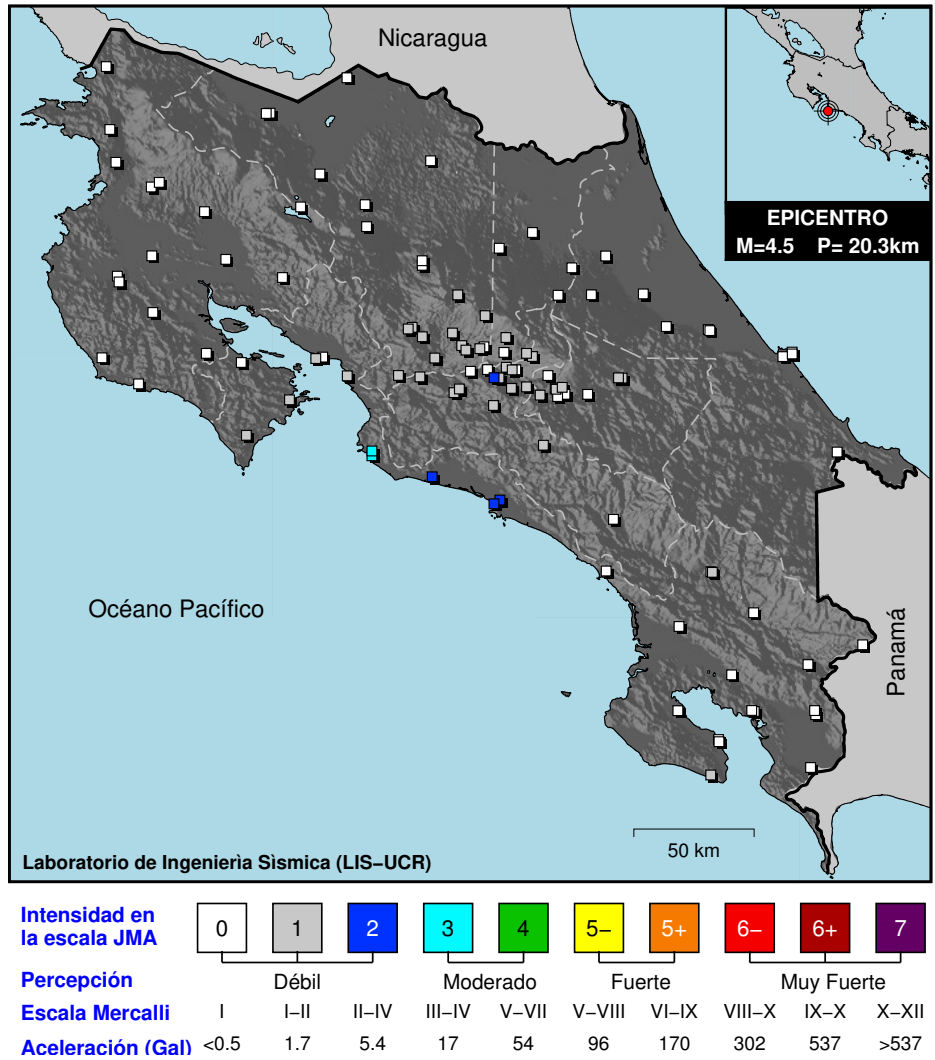 Nicaragua
EPICENTRO
M=4.5 P= 20.3km
Océano Pacífico
Panamá
50 km
Laboratorio de Ingenierìa Sìsmica (LIS–UCR)
Intensidad en
la escala JMA
0 1 2 3 4 5– 5+ 6– 6+ 7
Percepción Débil Moderado Fuerte Muy Fuerte
Escala Mercalli I I–II II–IV III–IV V–VII V–VIII VI–IX VIII–X IX–X X–XII
Aceleración (Gal) <0.5 1.7 5.4 17 54 96 170 302 537 >537